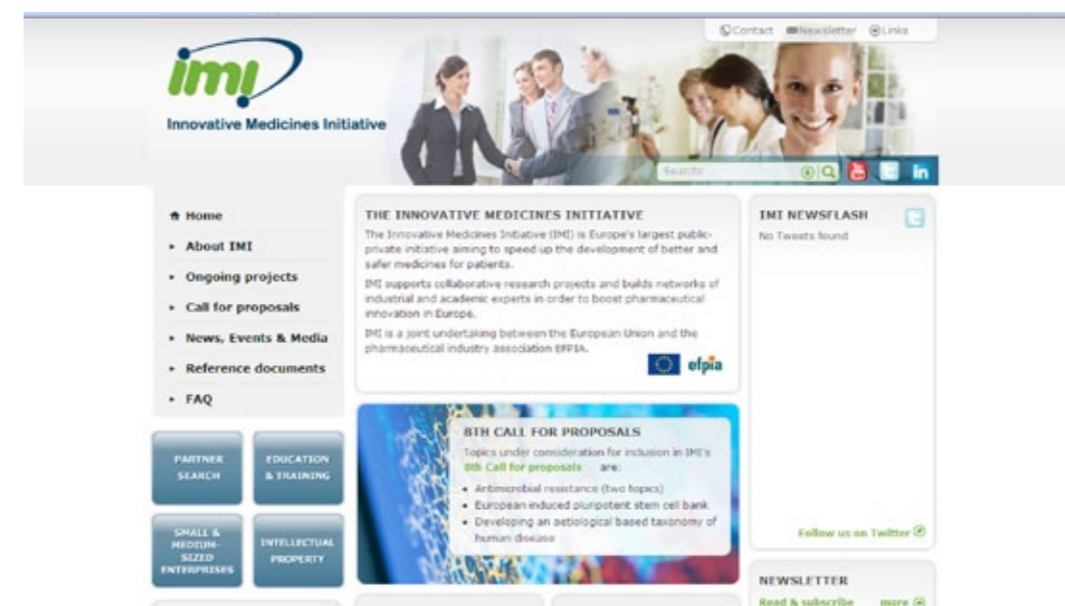 Contact Newsletter Links
imi
Innovative Medicines Initiative
Search:
in
Home
About IMI
Ongoing projects
Call for proposals
News, Events & Media
Reference documents
FAQ
PARTNER
SEARCH
EDUCATION
& TRAINING
SMALL &
MEDIUM-
SIZED
ENTERPRISES
INTELLECTUAL
PROPERTY
THE INNOVATIVE MEDICINES INITIATIVE
The Innovative Medicines Initiative (IMI) is Europe's largest public-
private initiative aiming to speed up the development of better and
safer medicines for patients.
IMI supports collaborative research projects and builds networks of
industrial and academic experts in order to boost pharmaceutical
innovation in Europe.
IMI is a joint undertaking between the European Union and the
pharmaceutical industry association EFPIA.
efpia
8TH CALL FOR PROPOSALS
Topics under consideration for inclusion in IMI's
8th Call for proposals are:
Antimicrobial resistance (two topics)
European induced pluripotent stem cell bank
Developing an aetiological based taxonomy of
human disease
IMI NEWSFLASH
No Tweets found
Follow us on Twitter
NEWSLETTER
Read & subscribe more